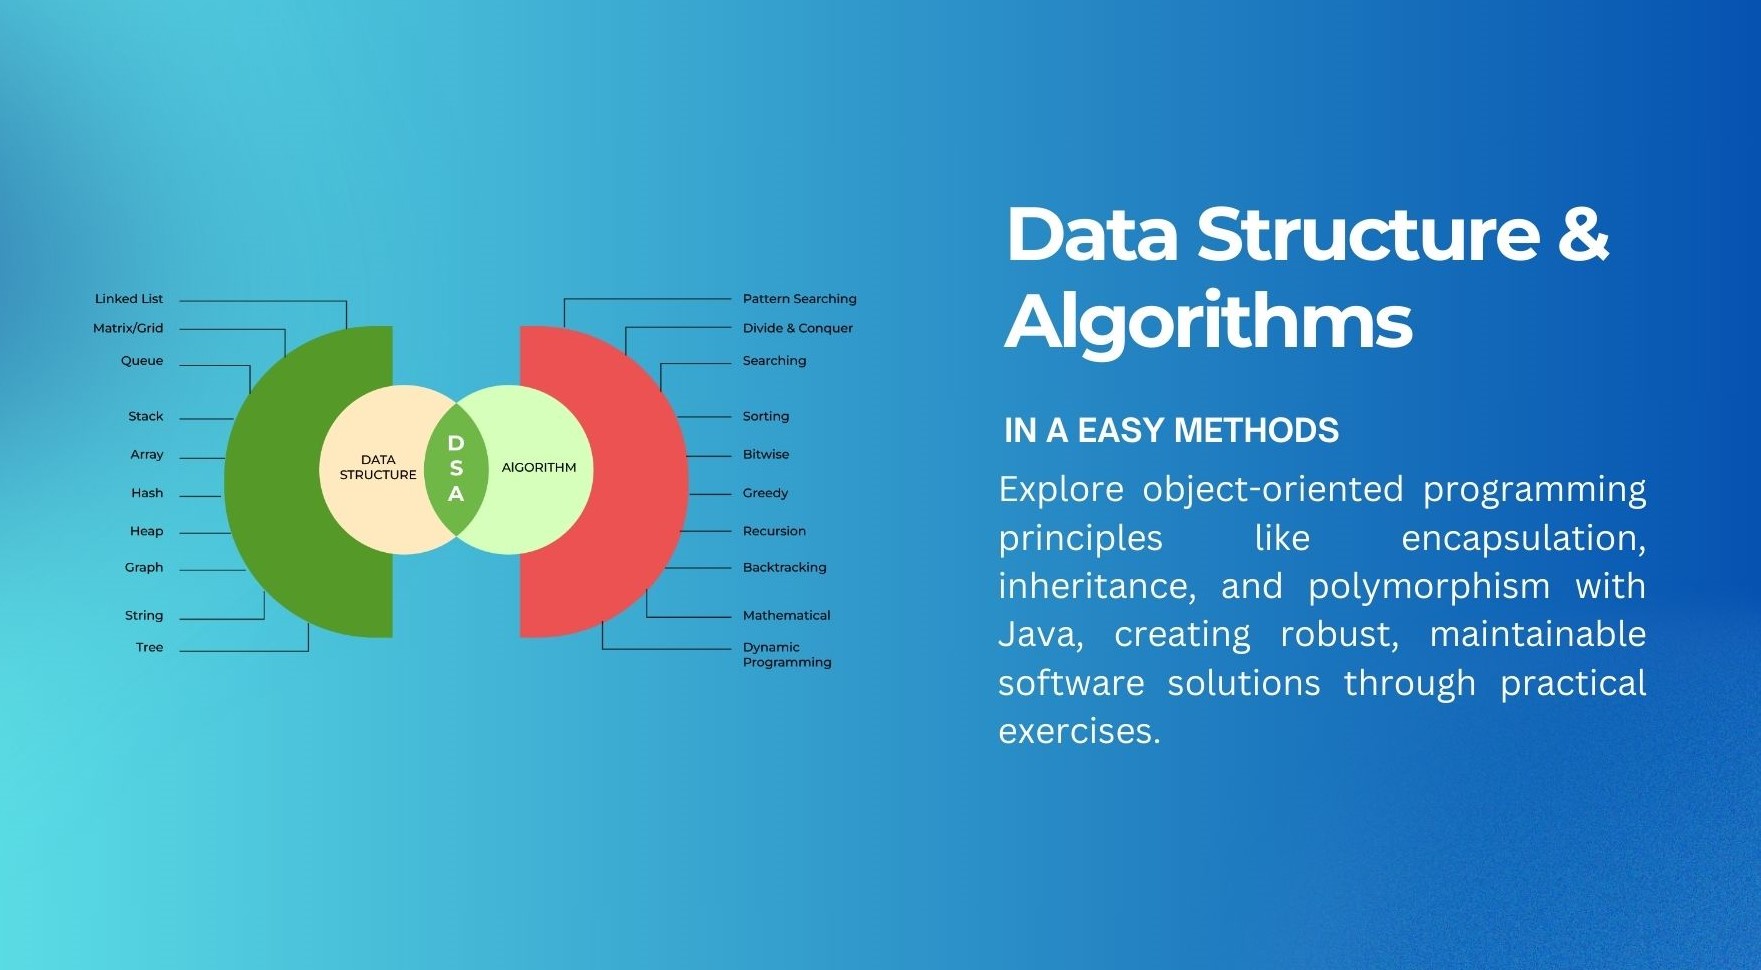 Linked List
Matrix/Grid
Queue
Stack
Array
Hash
Heap
Graph
String
Tree
DATA
STRUCTURE
D
S
A
AlGORITHM
Pattern Searching
Divide & Conquer
Searching
Sorting
Bitwise
Greedy
Recursion
Backtracking
Mathematical
Dynamic
Programming
Data Structure &
Algorithms
IN A EASY METHODS
Explore object-oriented programming
principles like encapsulation,
inheritance, and polymorphism with
Java, creating robust, maintainable
software solutions through practical
exercises.